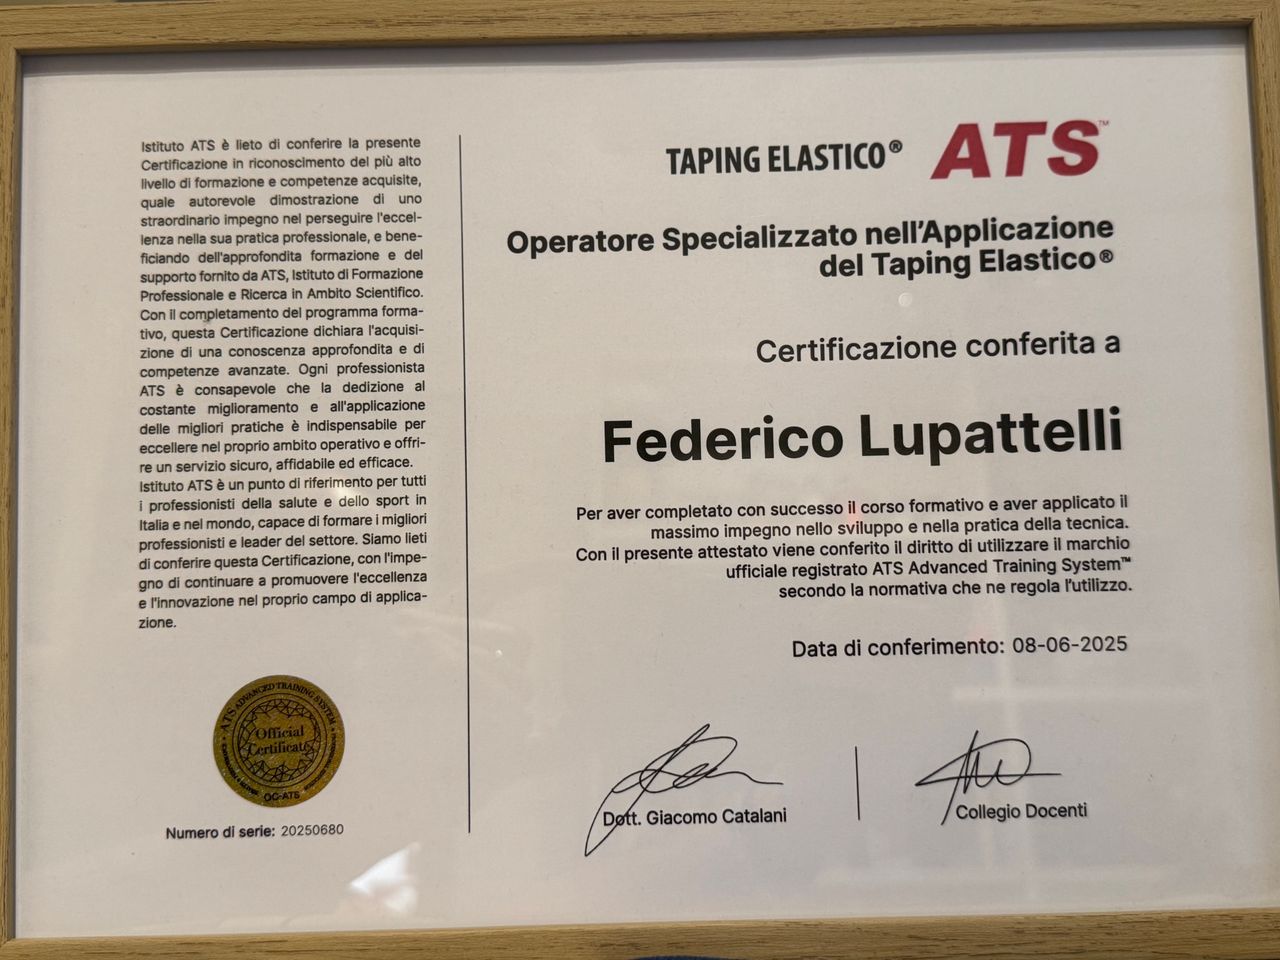 Istituto ATS è lieto di conferire la presente
Certificazione in riconoscimento del più alto
livello di formazione e competenze acquisite,
quale autorevole dimostrazione di uno
straordinario impegno nel perseguire l'eccel-
lenza nella sua pratica professionale, e bene-
ficiando dell'approfondita formazione e del
supporto fornito da ATS, Istituto di Formazione
Professionale e Ricerca in Ambito Scientifico.
Con il completamento del programma forma-
tivo, questa Certificazione dichiara l'acquisi-
zione di una conoscenza approfondita e di
competenze avanzate. Ogni professionista
ATS è consapevole che la dedizione al
costante miglioramento e all'applicazione
delle migliori pratiche è indispensabile per
eccellere nel proprio ambito operativo e offri-
re un servizio sicuro, affidabile ed efficace.
Istituto ATS è un punto di riferimento per tutti
i professionisti della salute e dello sport in
Italia e nel mondo, capace di formare i migliori
professionisti e leader del settore. Siamo lieti
di conferire questa Certificazione, con l'impe-
gno di continuare a promuovere l'eccellenza
e l'innovazione nel proprio campo di applica-
zione.
ATS ADVANCED TRAINING SYSTEM
Official
Certificate
OC-ATS
Numero di serie: 20250680
TAPING ELASTICO® ATS™
Operatore Specializzato nell'Applicazione
del Taping Elastico®
Certificazione conferita a
Federico Lupattelli
Per aver completato con successo il corso formativo e aver applicato il
massimo impegno nello sviluppo e nella pratica della tecnica.
Con il presente attestato viene conferito il diritto di utilizzare il marchio
ufficiale registrato ATS Advanced Training System™
secondo la normativa che ne regola l'utilizzo.
Data di conferimento: 08-06-2025
Dott. Giacomo Catalani
Collegio Docenti